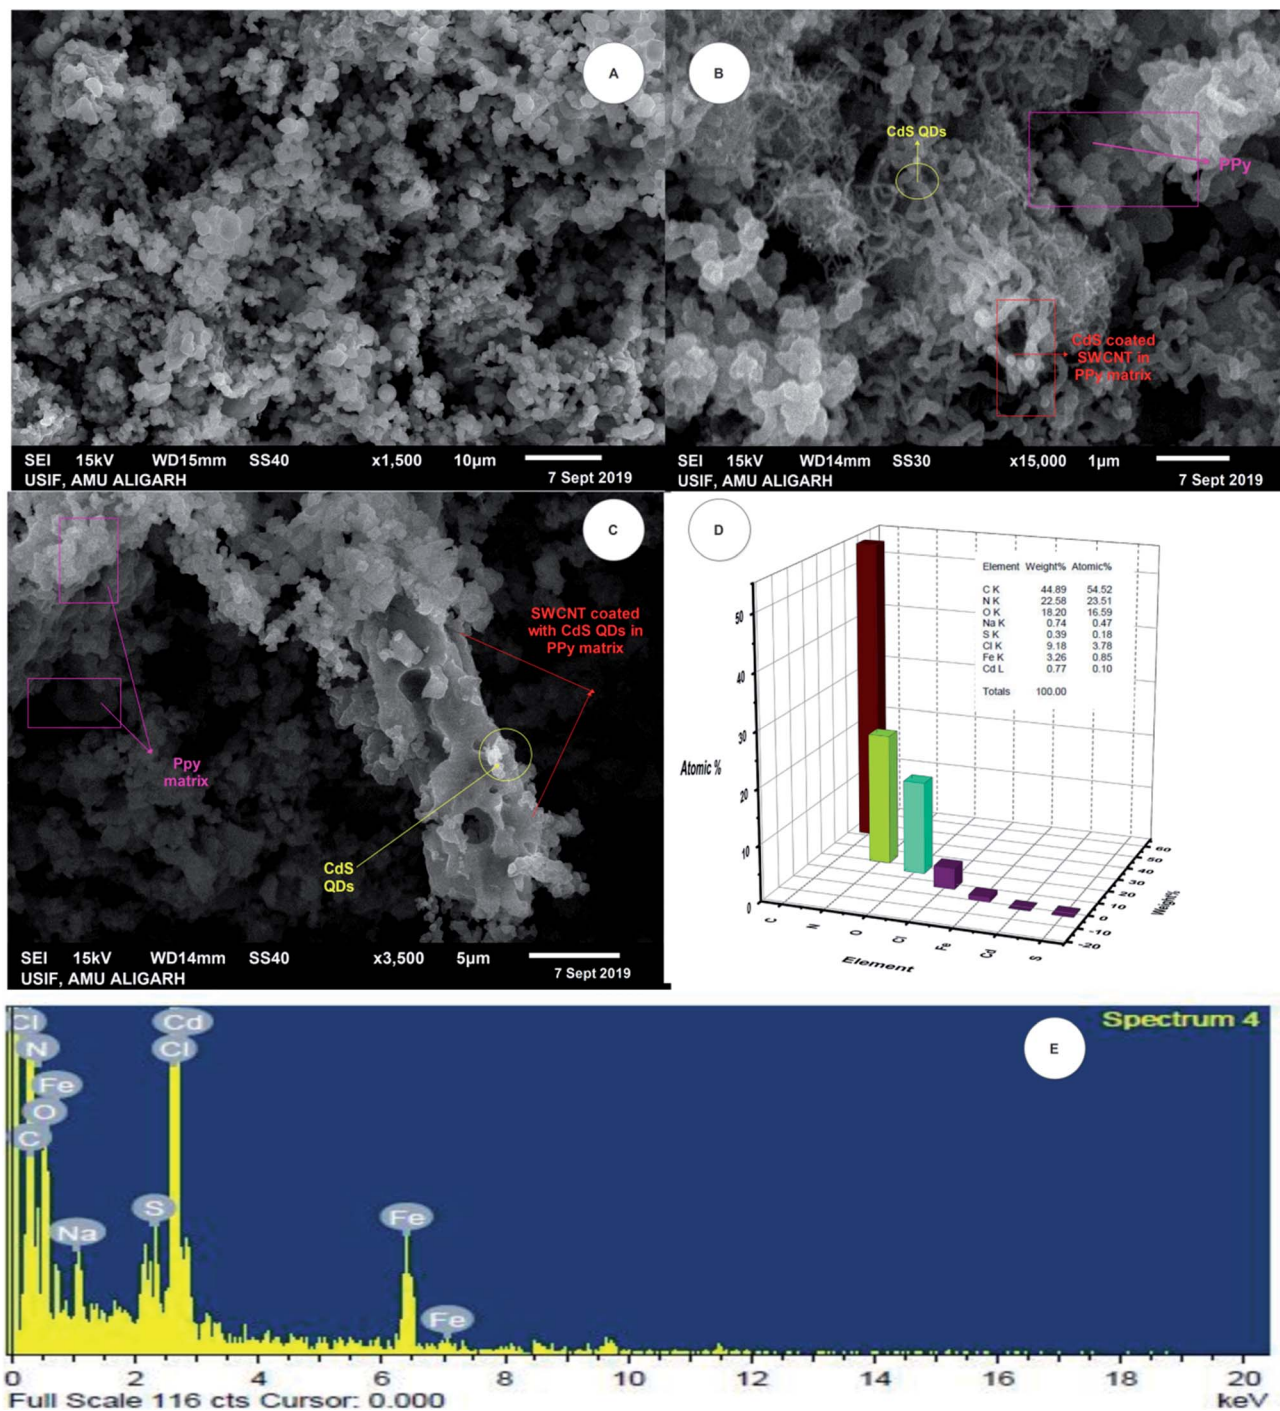 A
SEI 15kV WD15mm SS40 x1,500 10μm
7 Sept 2019
USIF, AMU ALIGARH
B
CdS QDs
PPy
CdS coated
SWCNT in
PPy matrix
SEI 15kV WD14mm SS30 x15,000 1μm
7 Sept 2019
USIF, AMU ALIGARH
C
SWCNT coated
with CdS QDs in
PPy matrix
Ppy
matrix
CdS
QDs
SEI 15kV WD14mm SS40 x3,500 5μm
7 Sept 2019
USIF, AMU ALIGARH
D
Element Weight% Atomic%
C K 44.89 54.52
N K 22.58 23.51
O K 18.20 16.59
Na K 0.74 0.47
S K 0.39 0.18
Cl K 9.18 3.78
Fe K 3.26 0.85
Cd L 0.77 0.10
Totals 100.00
50
40
30
20
10
0
Atomic %
C
N
O
Cl
Fe
Cd
S
Element
60
50
40
30
20
10
0
-10
-20
Weight%
E
Spectrum 4
Cl
N
Fe
O
C
Na
S
Cd
Cl
Fe
Fe
0 2 4 6 8 10 12 14 16 18 20
Full Scale 116 cts Cursor: 0.000 keV